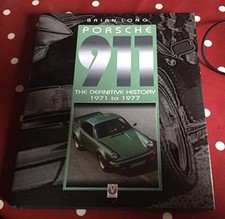 BRIAN LONG
PORSCHE
911
THE DEFINITIVE HISTORY
1971 to 1977
V